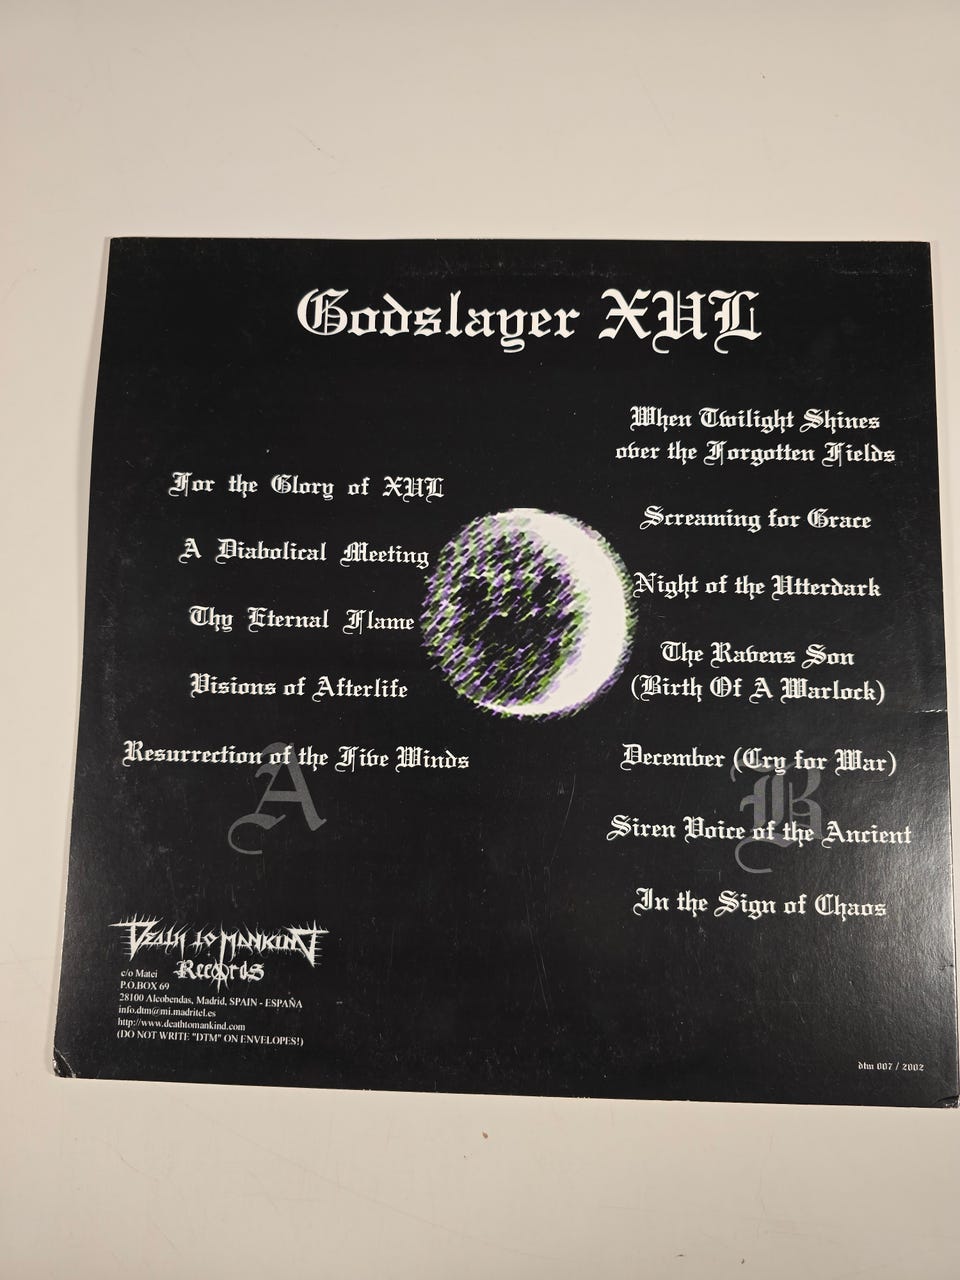 Godslayer XUL
For the Glory of XUL
A Diabolical Meeting
Thy Eternal Flame
Visions of Afterlife
Resurrection of the Five Winds
A
When Twilight Shines
over the Forgotten Fields
Screaming for Grace
Night of the Utterdark
The Ravens Son
(Birth Of A Warlock)
December (Cry for War)
Siren Voice of the Ancient
In the Sign of Chaos
B
DEATH TO MANKIND
Records
c/o Matei
P.O.BOX 69
28100 Alcobendas, Madrid, SPAIN - ESPAÑA
info.dtm@mi.madritel.es
http://www.deathtomankind.com
(DO NOT WRITE "DTM" ON ENVELOPES!)
dtm 007 / 2002